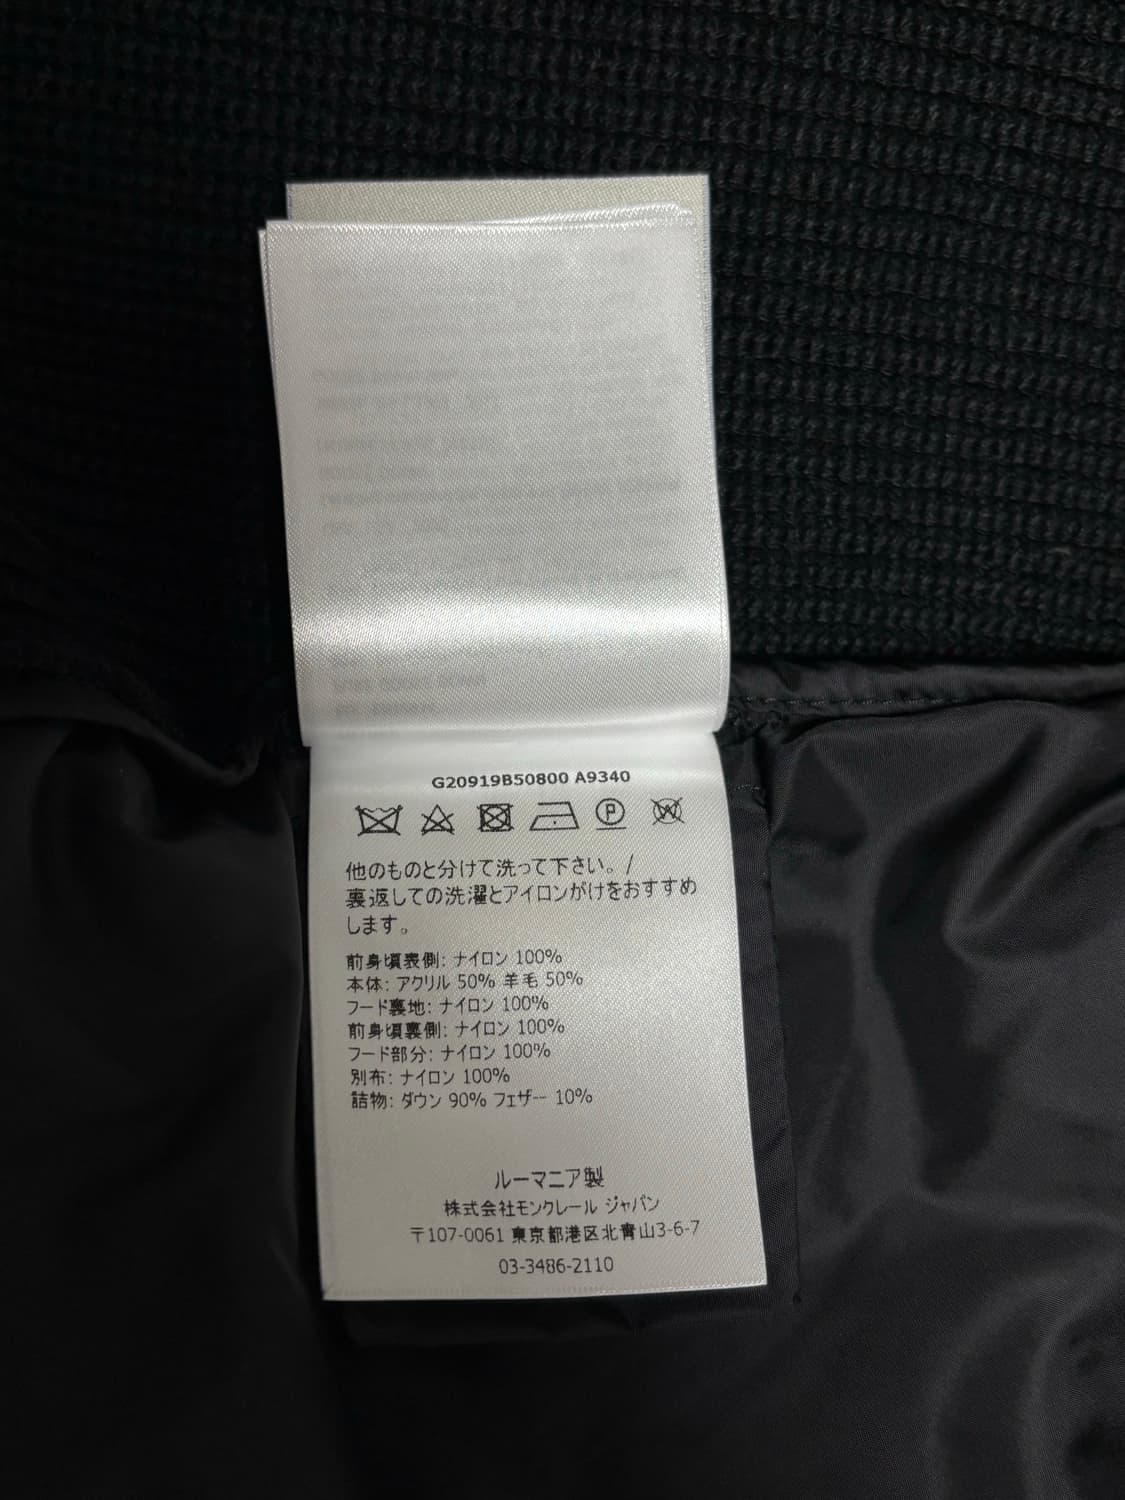 G20919B50800 A9340
P
W
他のものと分けて洗って下さい。/
裏返しての洗濯とアイロンがけをおすすめ
します。
前身頃表側: ナイロン 100%
本体: アクリル 50% 羊毛 50%
フード裏地: ナイロン 100%
前身頃裏側: ナイロン 100%
フード部分: ナイロン 100%
別布: ナイロン 100%
詰物: ダウン 90% フェザー 10%
ルーマニア製
株式会社モンクレール ジャパン
〒107-0061 東京都港区北青山3-6-7
03-3486-2110